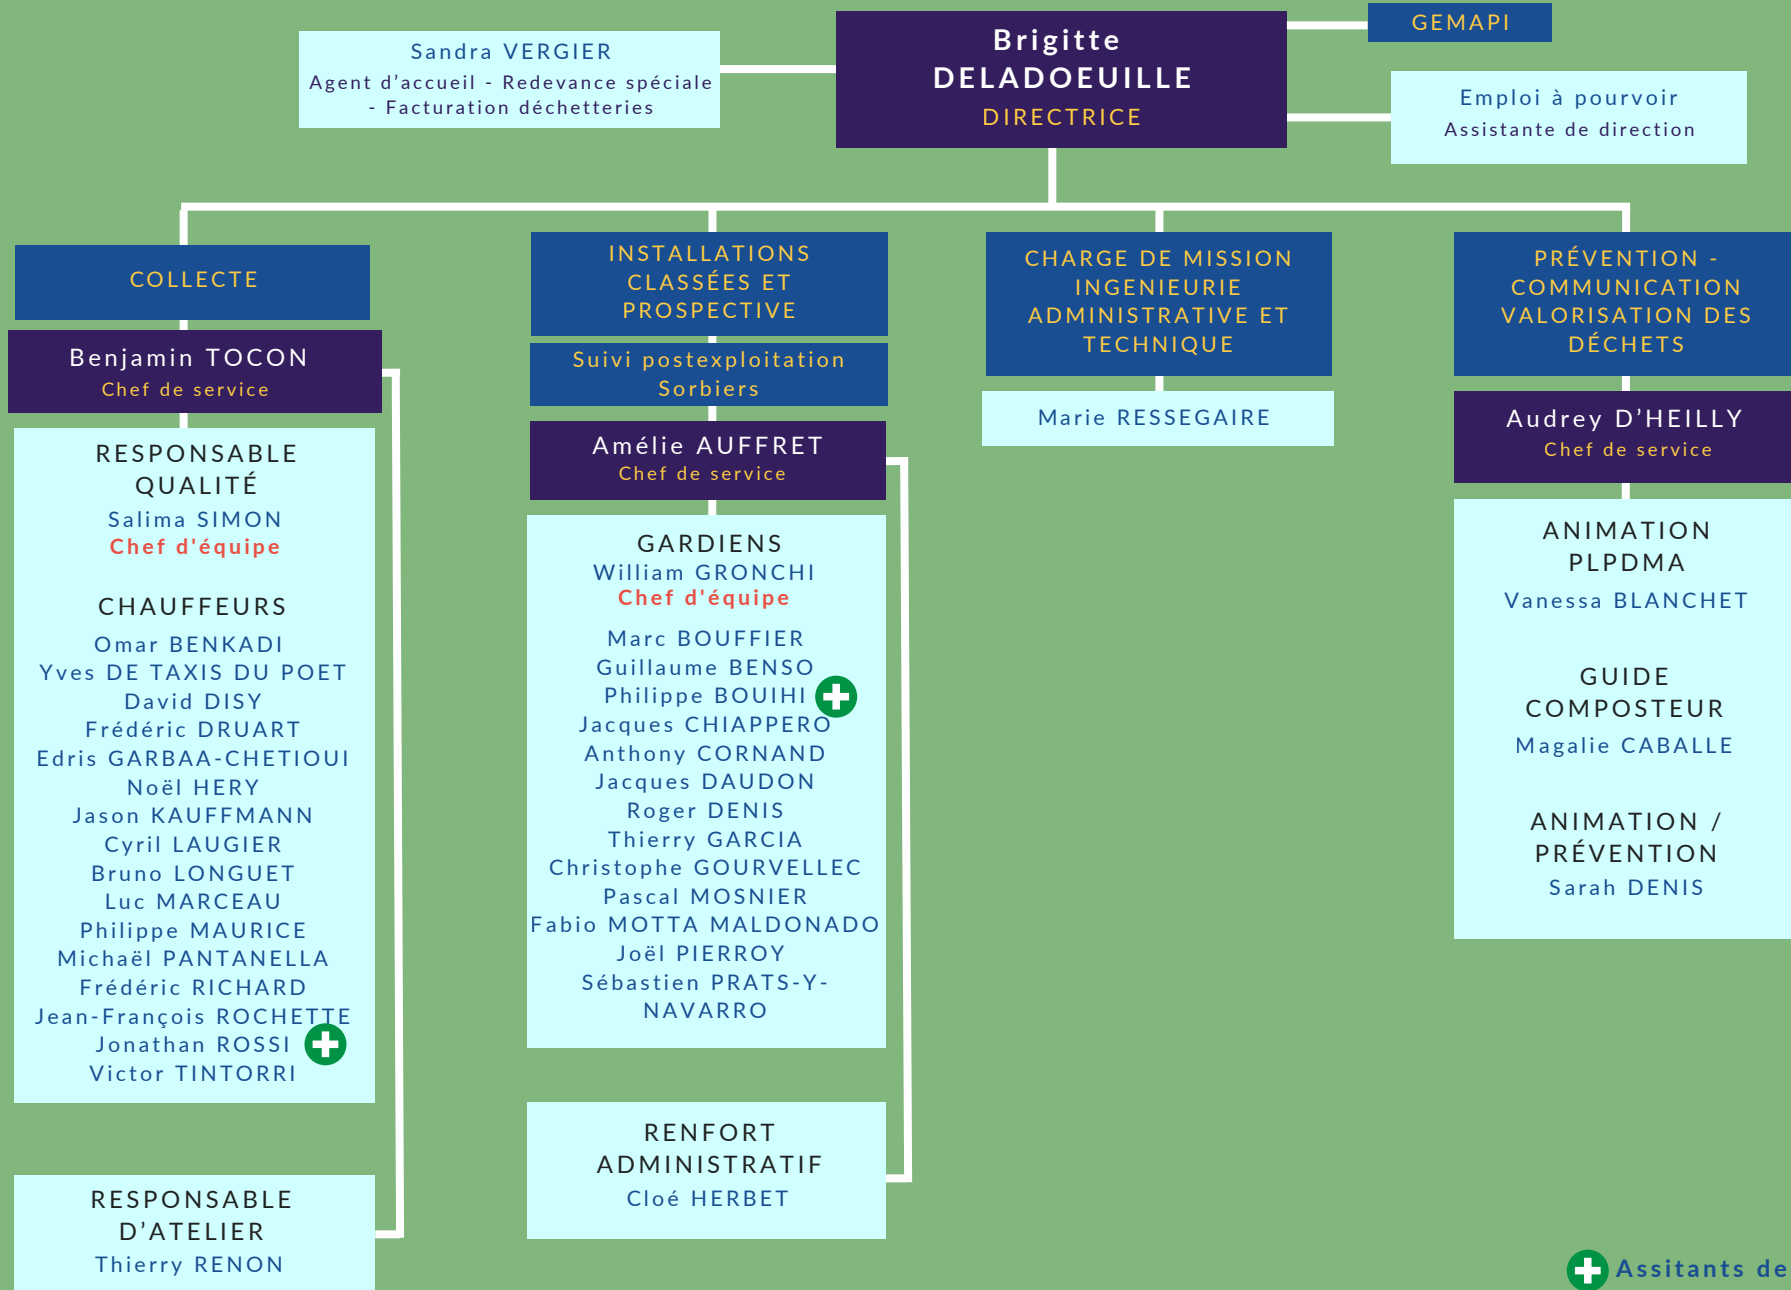 Sandra VERGIER
Agent d’accueil - Redevance spéciale
- Facturation déchetteries
Brigitte
DELADOEUILLE
DIRECTRICE
GEMAPI
Emploi à pourvoir
Assistante de direction
COLLECTE
Benjamin TOCON
Chef de service
RESPONSABLE
QUALITÉ
Salima SIMON
Chef d'équipe
CHAUFFEURS
Omar BENKADI
Yves DE TAXIS DU POET
David DISY
Frédéric DRUART
Edris GARBAA-CHETIOUI
Noël HERY
Jason KAUFFMANN
Cyril LAUGIER
Bruno LONGUET
Luc MARCEAU
Philippe MAURICE
Michaël PANTANELLA
Frédéric RICHARD
Jean-François ROCHETTE
Jonathan ROSSI
Victor TINTORRI
RESPONSABLE
D’ATELIER
Thierry RENON
INSTALLATIONS
CLASSÉES ET
PROSPECTIVE
Suivi postexploitation
Sorbiers
Amélie AUFFRET
Chef de service
GARDIENS
William GRONCHI
Chef d'équipe
Marc BOUFFIER
Guillaume BENSO
Philippe BOUIHI
Jacques CHIAPPERO
Anthony CORNAND
Jacques DAUDON
Roger DENIS
Thierry GARCIA
Christophe GOURVELLEC
Pascal MOSNIER
Fabio MOTTA MALDONADO
Joël PIERROY
Sébastien PRATS-Y-
NAVARRO
RENFORT
ADMINISTRATIF
Cloé HERBET
CHARGE DE MISSION
INGENIEURIE
ADMINISTRATIVE ET
TECHNIQUE
Marie RESSEGAIRE
PRÉVENTION -
COMMUNICATION
VALORISATION DES
DÉCHETS
Audrey D’HEILLY
Chef de service
ANIMATION
PLPDMA
Vanessa BLANCHET
GUIDE
COMPOSTEUR
Magalie CABALLE
ANIMATION /
PRÉVENTION
Sarah DENIS
Assitants de